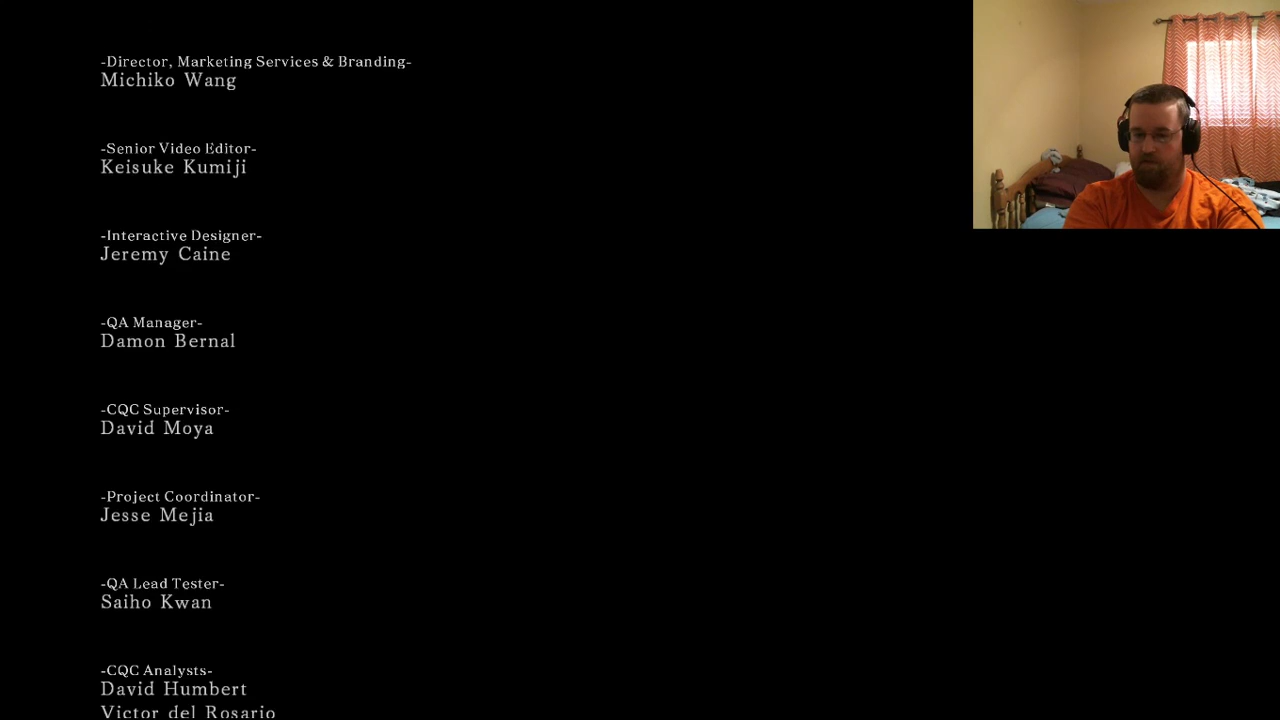 -Director, Marketing Services & Branding-
Michiko Wang
-Senior Video Editor-
Keisuke Kumiji
-Interactive Designer-
Jeremy Caine
-QA Manager-
Damon Bernal
-CQC Supervisor-
David Moya
-Project Coordinator-
Jesse Mejia
-QA Lead Tester-
Saiho Kwan
-CQC Analysts-
David Humbert
Victor del Rosario